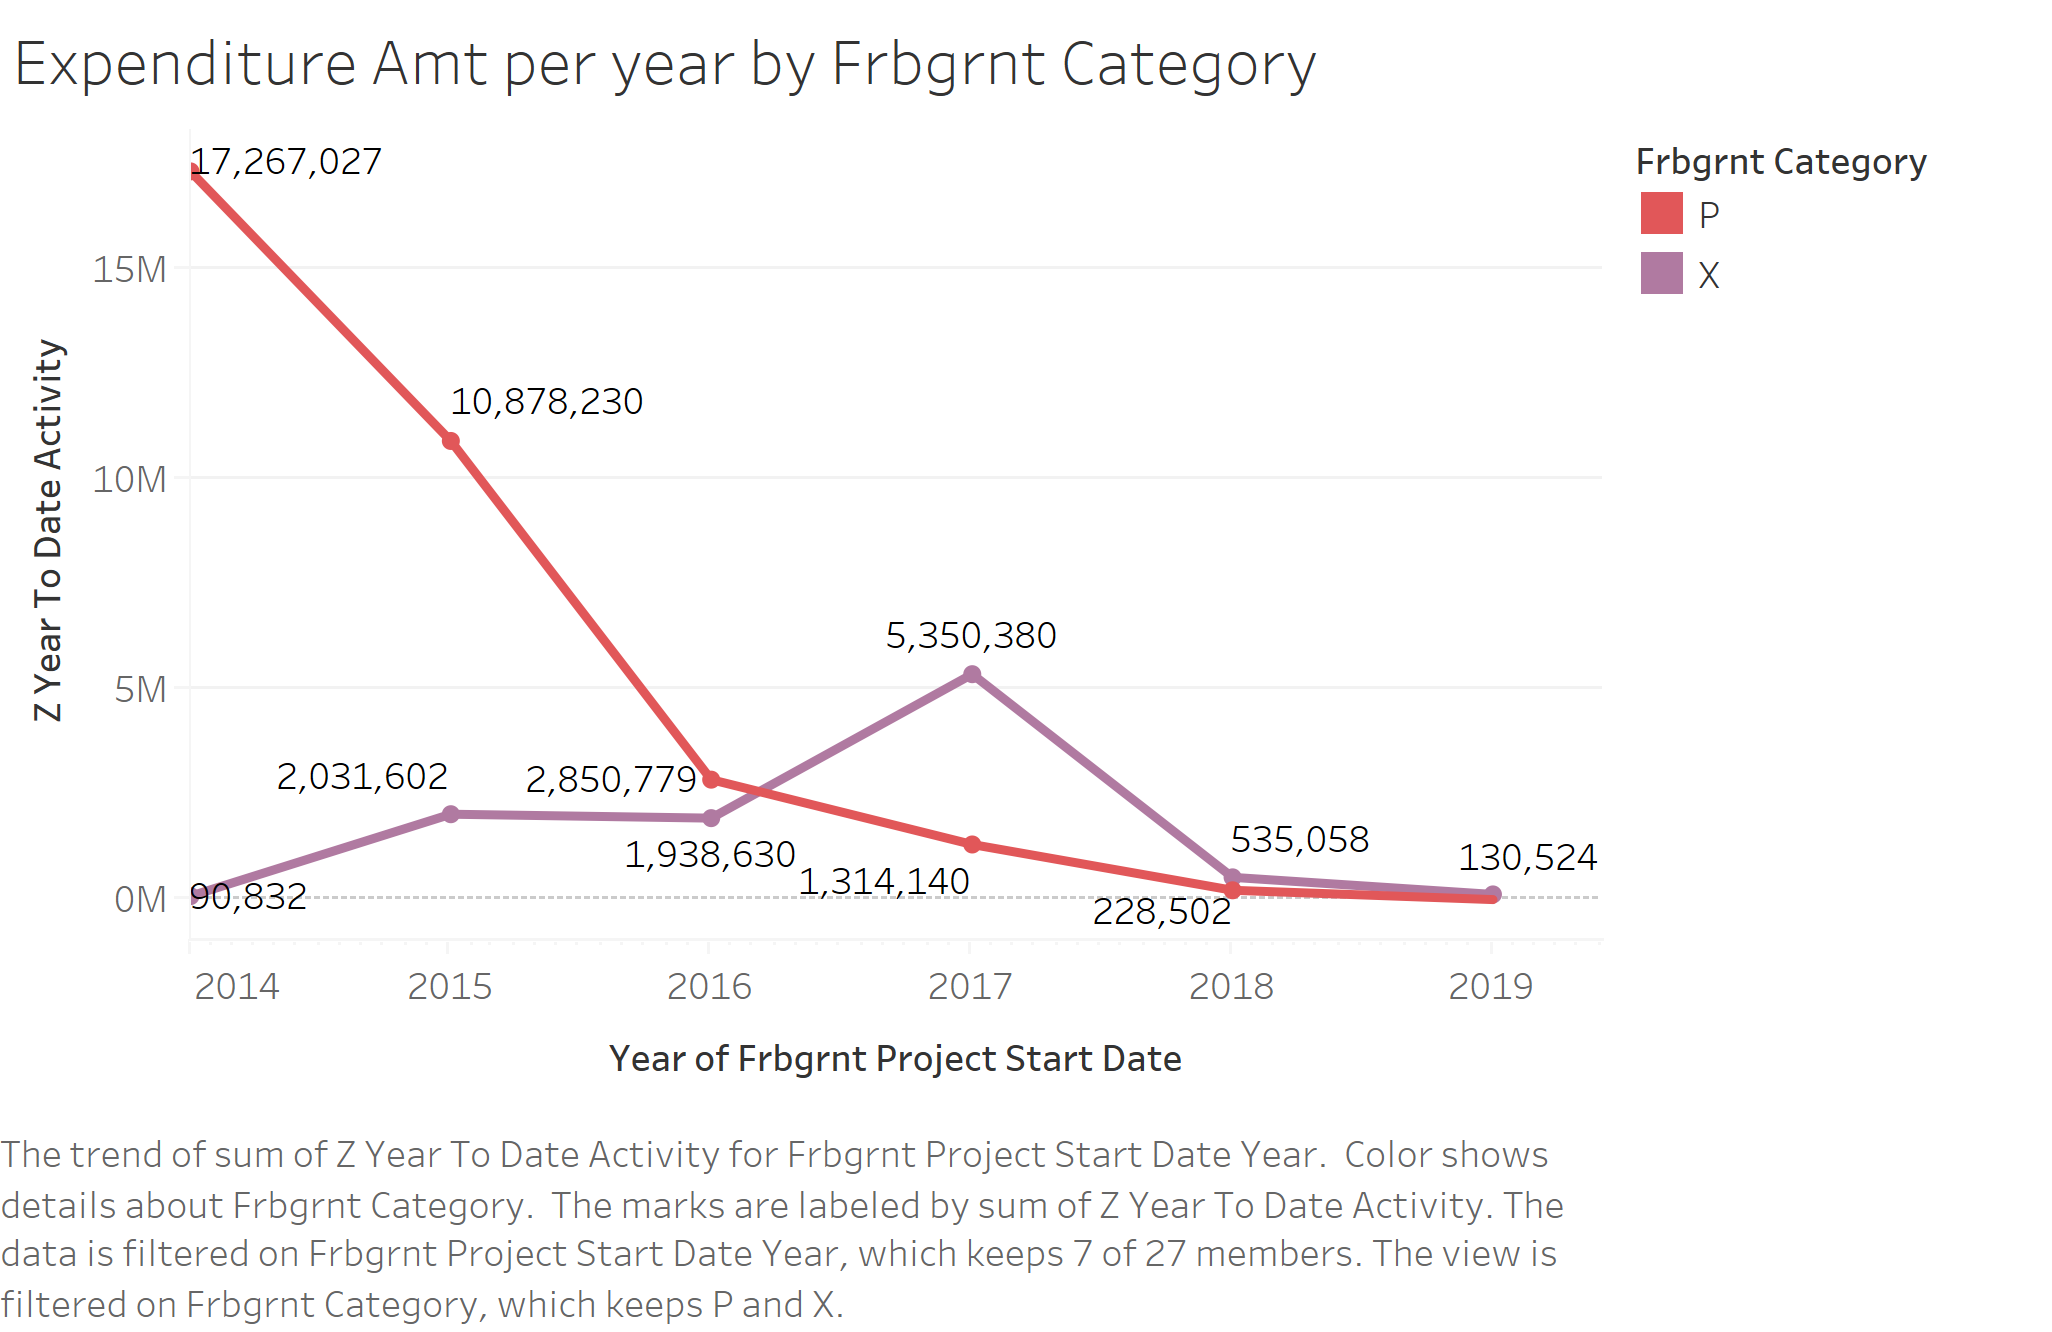 Expenditure Amt per year by Frbgrnt Category
17,267,027
Frbgrnt Category
P
X
15M
10,878,230
10M
Z Year To Date Activity
5,350,380
5M
2,031,602
2,850,779
535,058
1,938,630
130,524
1,314,140
0M
90,832
228,502
2014
2015
2016
2017
2018
2019
Year of Frbgrnt Project Start Date
The trend of sum of Z Year To Date Activity for Frbgrnt Project Start Date Year.  Color shows
details about Frbgrnt Category.  The marks are labeled by sum of Z Year To Date Activity. The
data is filtered on Frbgrnt Project Start Date Year, which keeps 7 of 27 members. The view is
filtered on Frbgrnt Category, which keeps P and X.